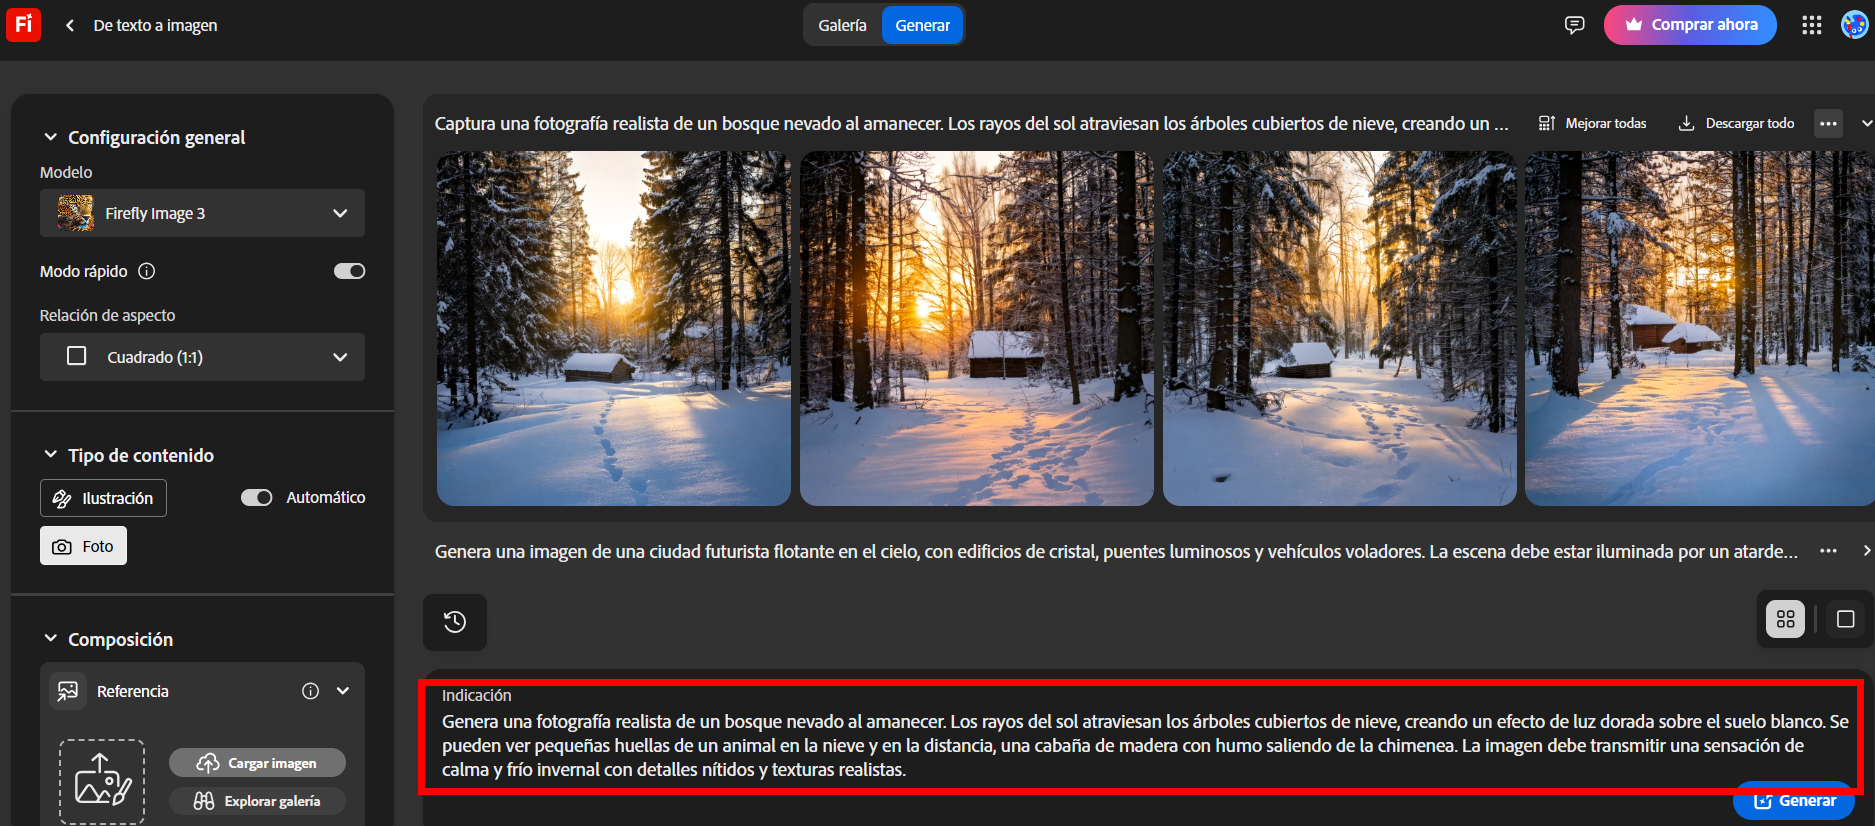 Fi
De texto a imagen
Galería
Generar
Comprar ahora
Configuración general
Modelo
Firefly Image 3
Modo rápido
Relación de aspecto
Cuadrado (1:1)
Tipo de contenido
Ilustración
Automático
Foto
Composición
Referencia
Cargar imagen
Explorar galería
Captura una fotografía realista de un bosque nevado al amanecer. Los rayos del sol atraviesan los árboles cubiertos de nieve, creando un ...
Mejorar todas
Descargar todo
Genera una imagen de una ciudad futurista flotante en el cielo, con edificios de cristal, puentes luminosos y vehículos voladores. La escena debe estar iluminada por un atarde...
Indicación
Genera una fotografía realista de un bosque nevado al amanecer. Los rayos del sol atraviesan los árboles cubiertos de nieve, creando un efecto de luz dorada sobre el suelo blanco. Se
pueden ver pequeñas huellas de un animal en la nieve y en la distancia, una cabaña de madera con humo saliendo de la chimenea. La imagen debe transmitir una sensación de
calma y frío invernal con detalles nítidos y texturas realistas.
Generar